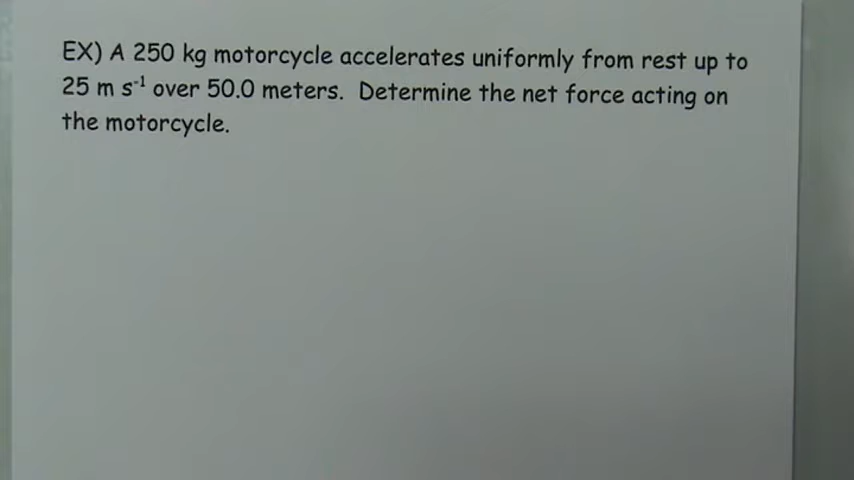 EX) A 250 kg motorcycle accelerates uniformly from rest up to
25 m s⁻¹ over 50.0 meters. Determine the net force acting on
the motorcycle.